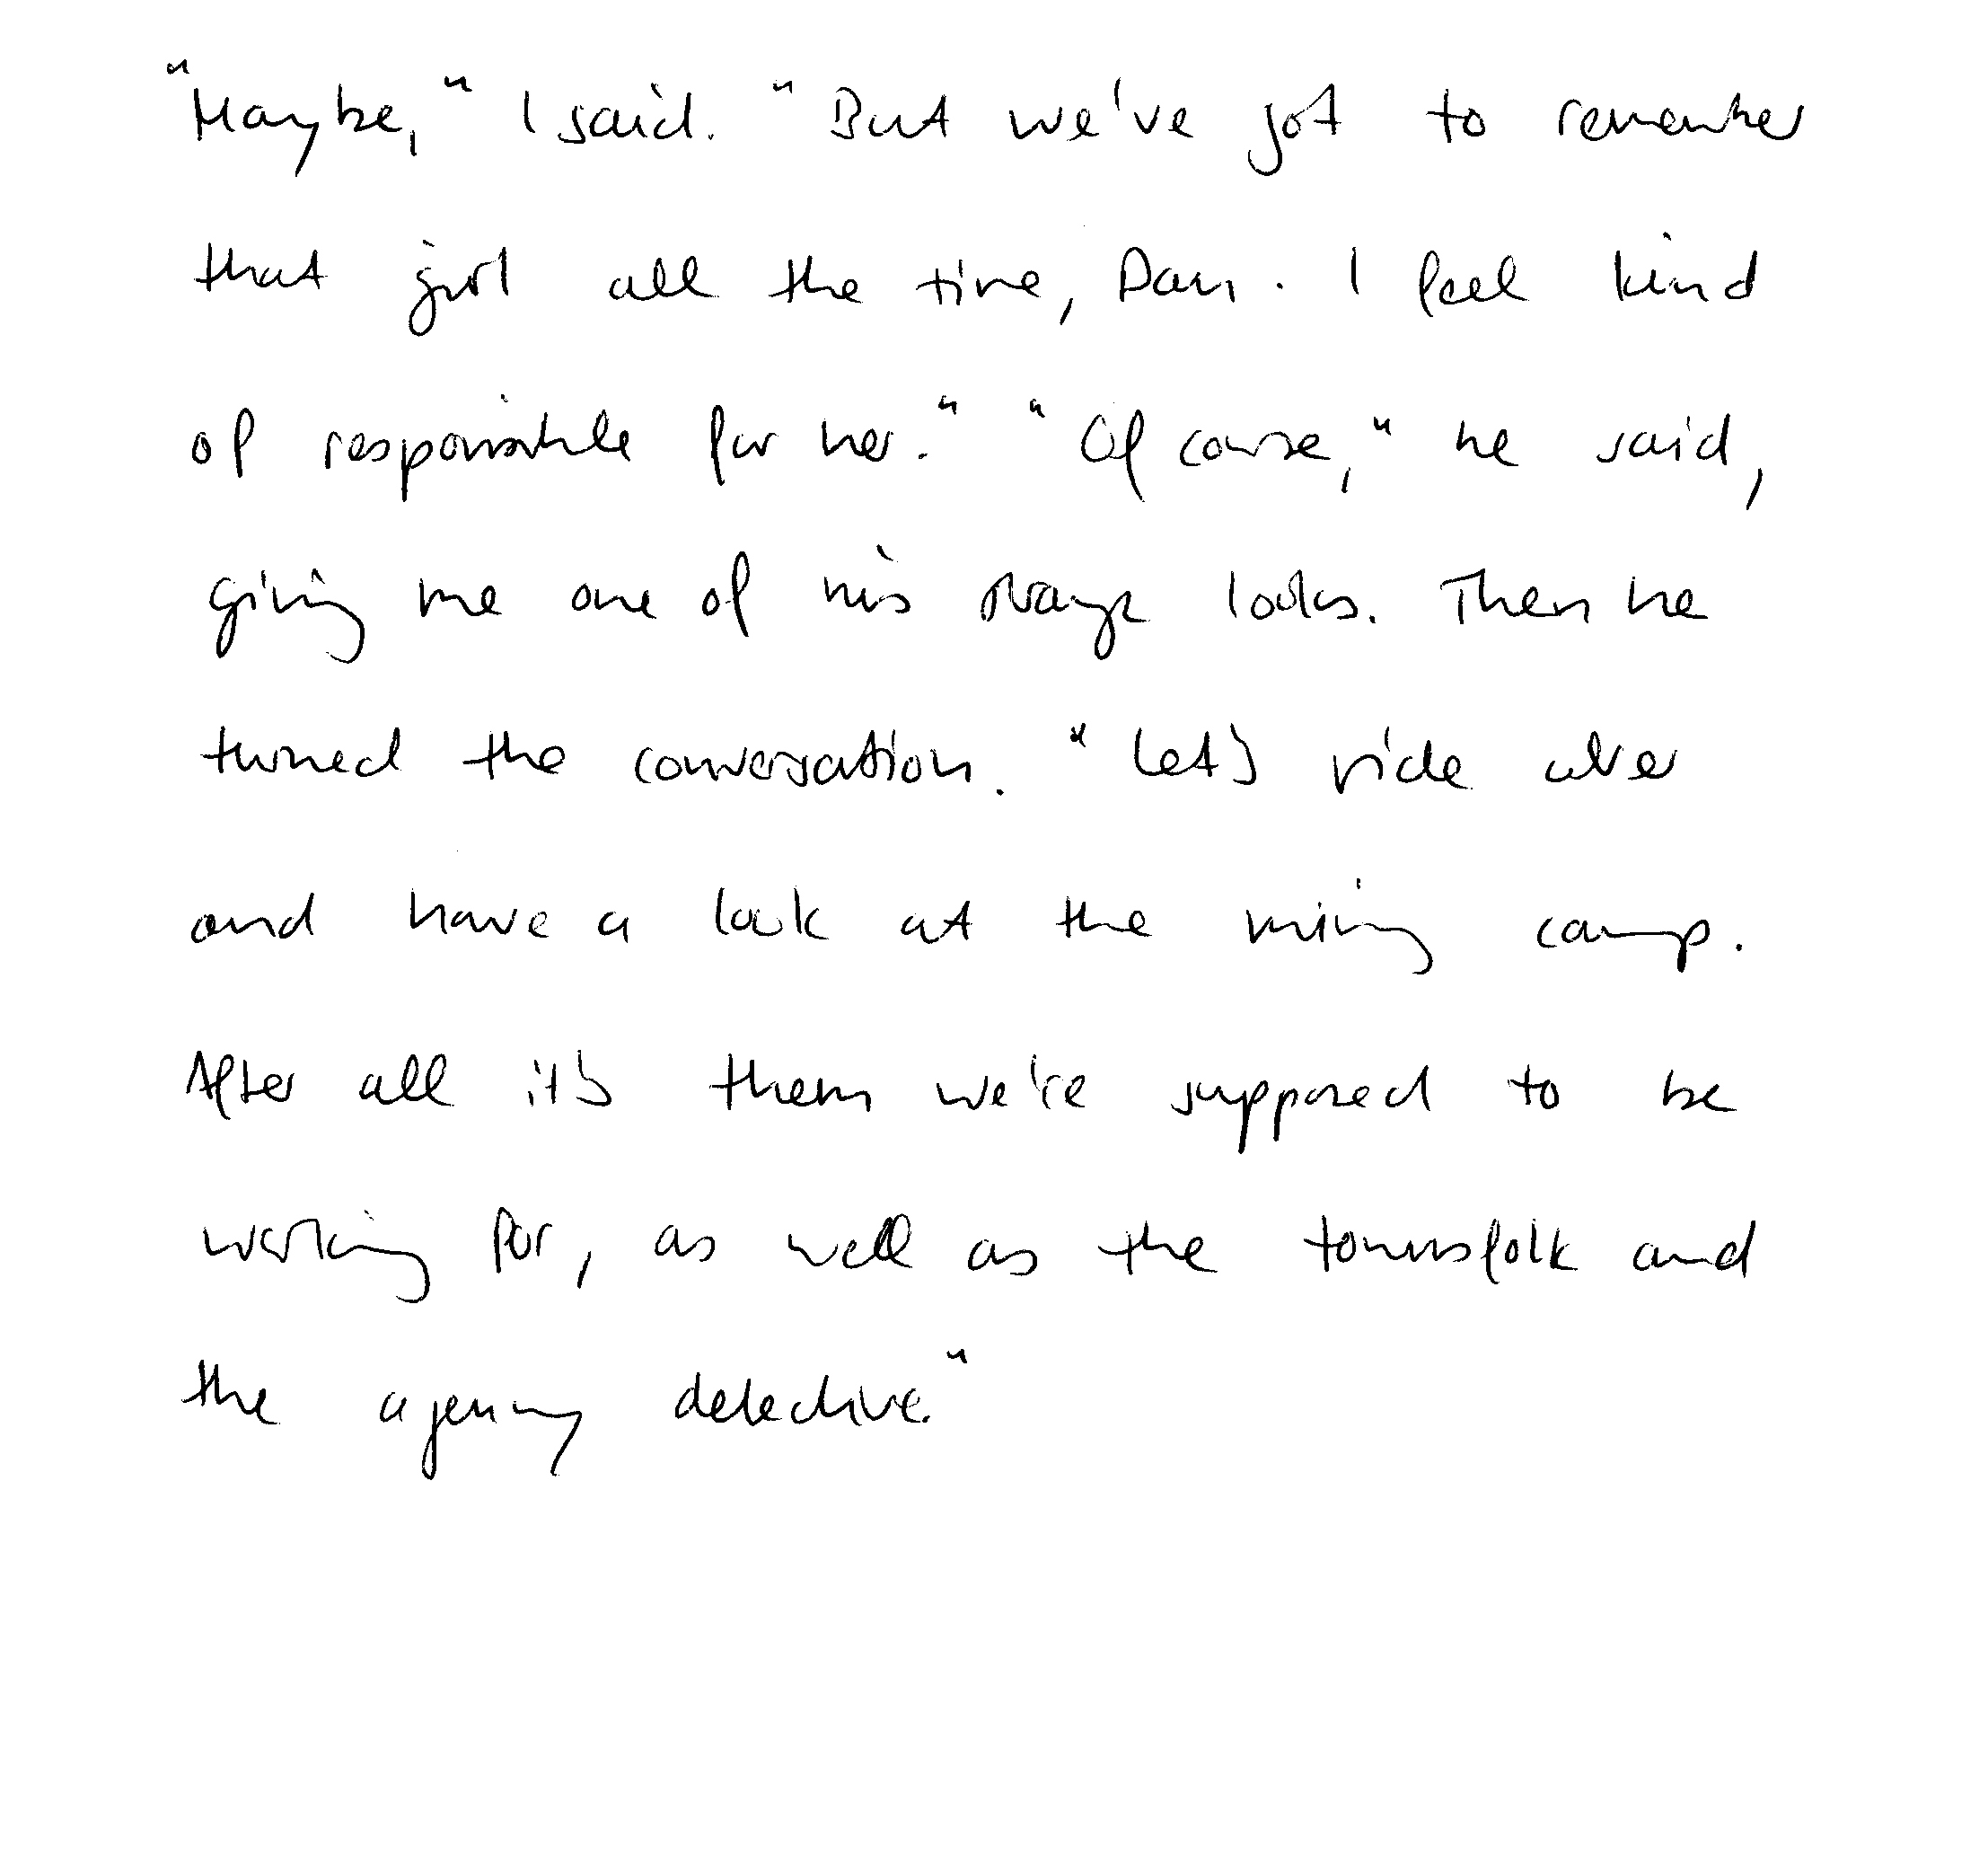 "Maybe," I said. "But we've got to remember
that girl all the time, Dan. I feel kind
of responsible for her." "Of course," he said,
giving me one of his strange looks. Then he
turned the conversation. "Let's ride over
and have a look at the mining camp.
After all it's them we're supposed to be
working for, as well as the townsfolk and
the agency detective."